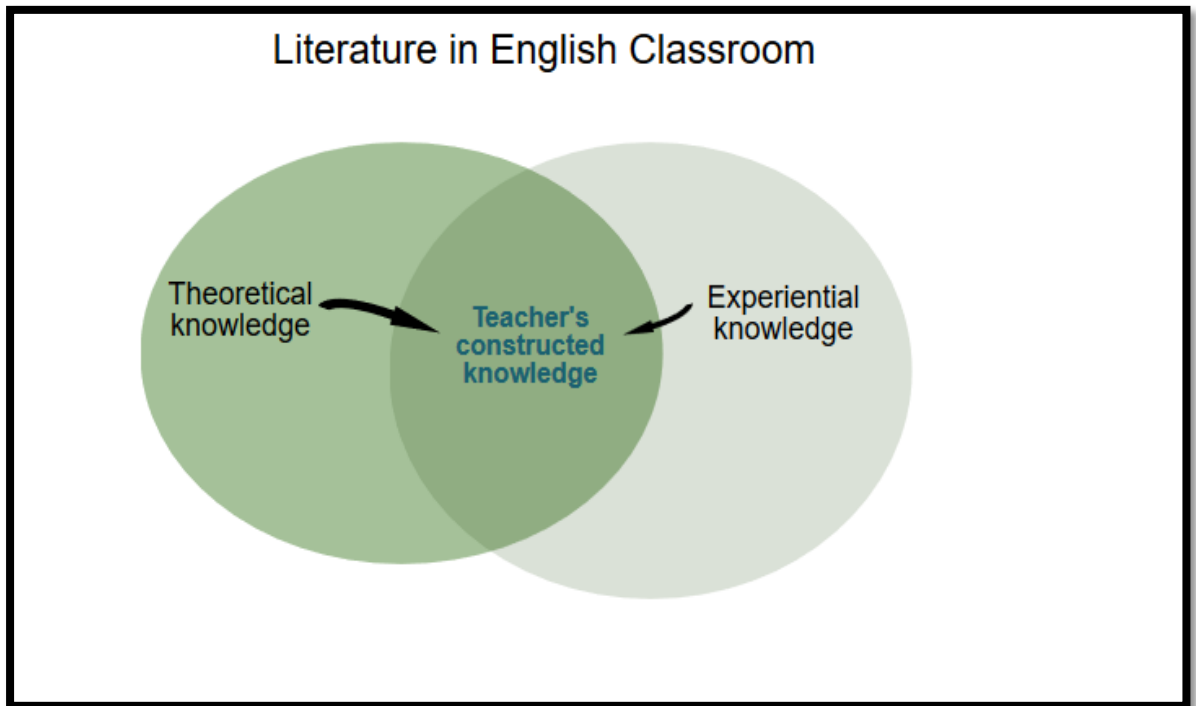 Literature in English Classroom
Theoretical
knowledge
Teacher's
constructed
knowledge
Experiential
knowledge